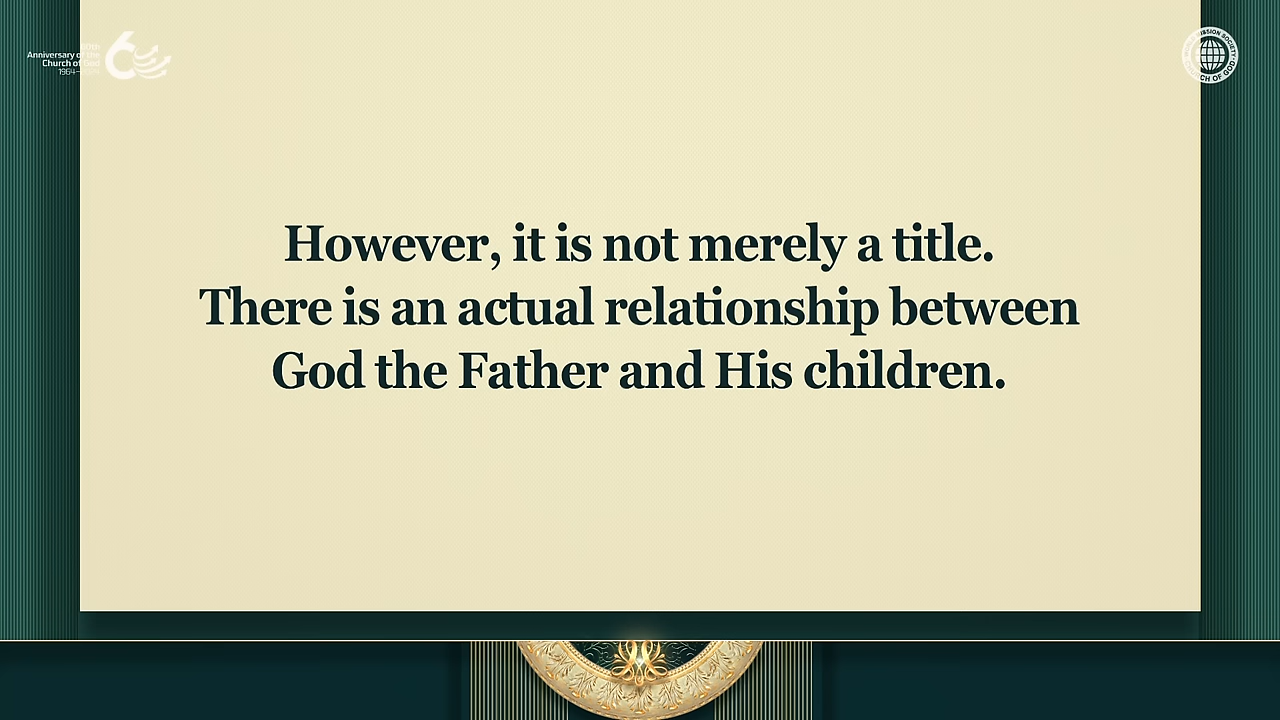 Anniversary of the
Church of God
1964
However, it is not merely a title.
There is an actual relationship between
God the Father and His children.